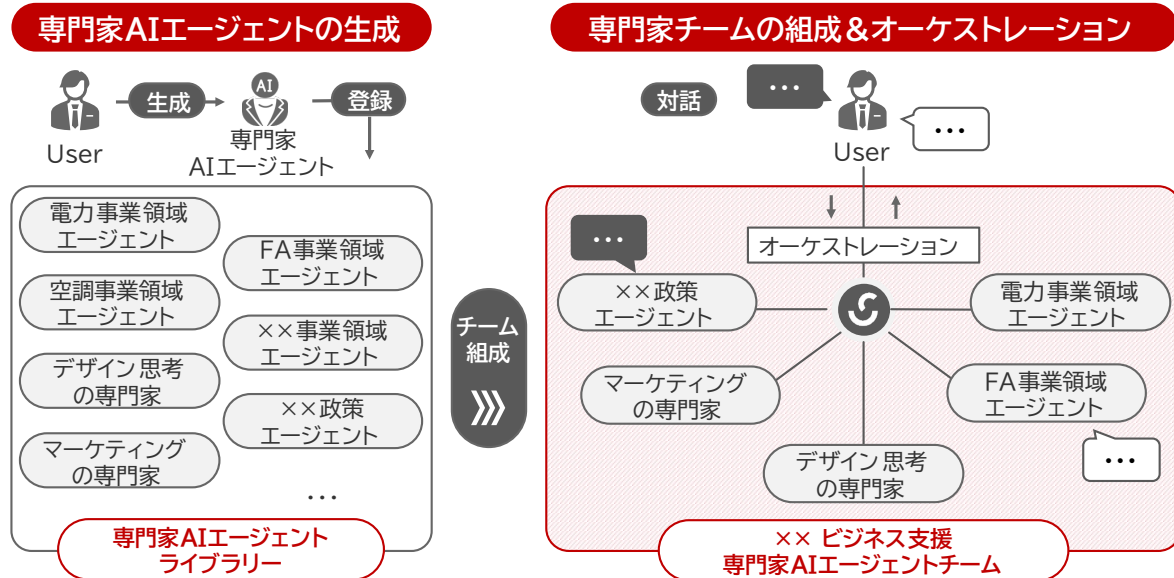 専門家AIエージェントの生成
User
生成
AI
専門家
AIエージェント
登録
電力事業領域
エージェント
FA事業領域
エージェント
空調事業領域
エージェント
××事業領域
エージェント
デザイン思考
の専門家
××政策
エージェント
マーケティング
の専門家
...
専門家AIエージェント
ライブラリー
チーム
組成
専門家チームの組成&オーケストレーション
対話
...
...
User
オーケストレーション
...
××政策
エージェント
電力事業領域
エージェント
マーケティング
の専門家
FA事業領域
エージェント
...
デザイン思考
の専門家
×× ビジネス支援
専門家AIエージェントチーム